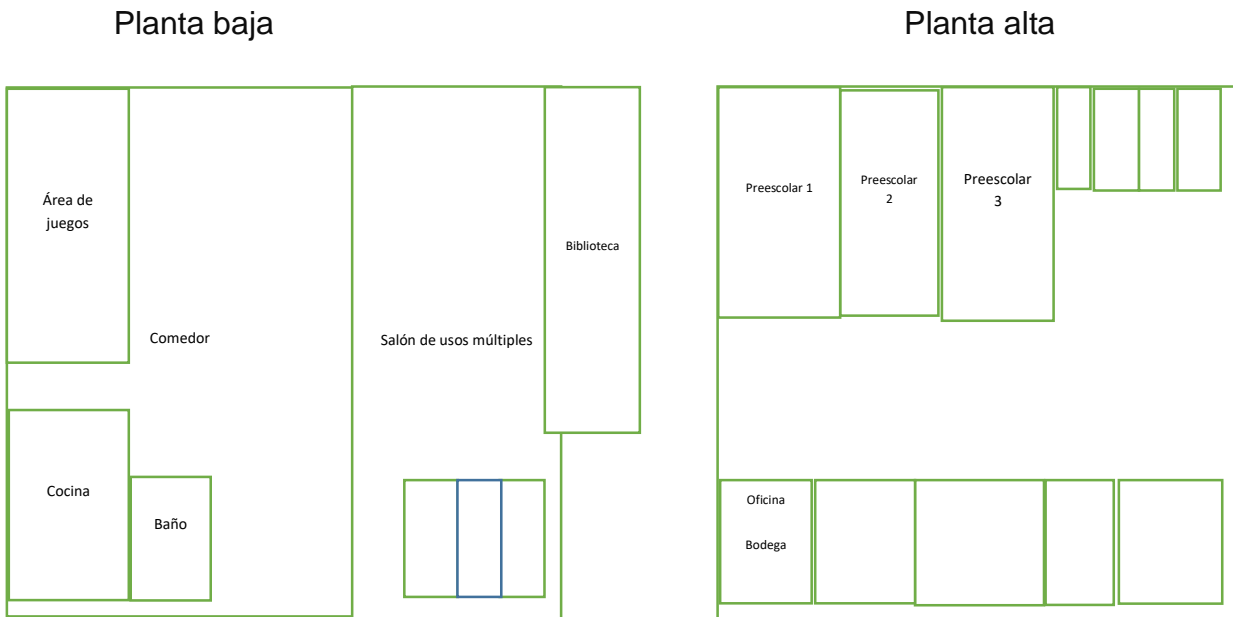 Planta baja
Planta alta
Área de
juegos
Comedor
Cocina
Baño
Salón de usos múltiples
Biblioteca
Preescolar 1
Preescolar
2
Preescolar
3
Oficina
Bodega